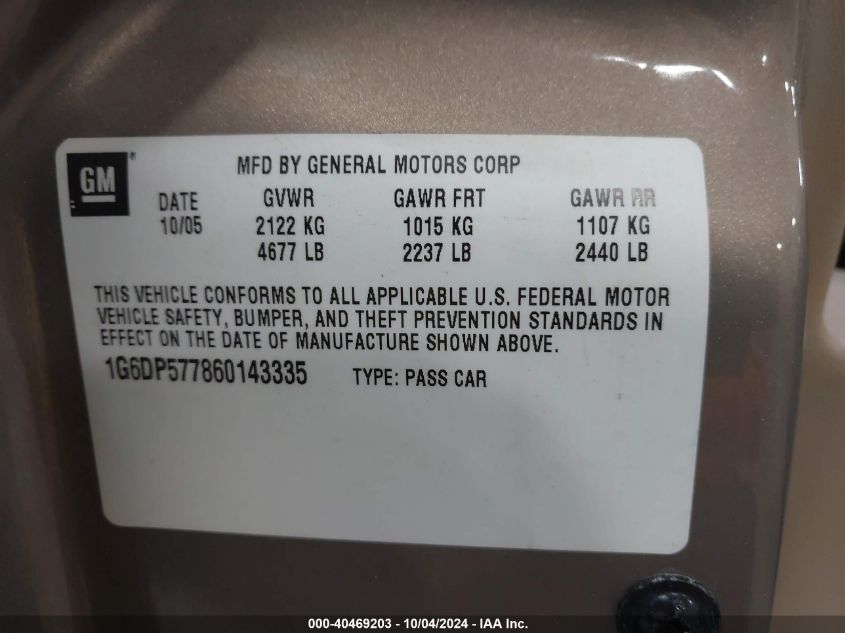 GM ®
MFD BY GENERAL MOTORS CORP
DATE GVWR GAWR FRT GAWR RR
10/05 2122 KG 1015 KG 1107 KG
4677 LB 2237 LB 2440 LB
THIS VEHICLE CONFORMS TO ALL APPLICABLE U.S. FEDERAL MOTOR
VEHICLE SAFETY, BUMPER, AND THEFT PREVENTION STANDARDS IN
EFFECT ON THE DATE OF MANUFACTURE SHOWN ABOVE.
1G6DP577860143335 TYPE: PASS CAR
000-40469203 - 10/04/2024 - IAA Inc.